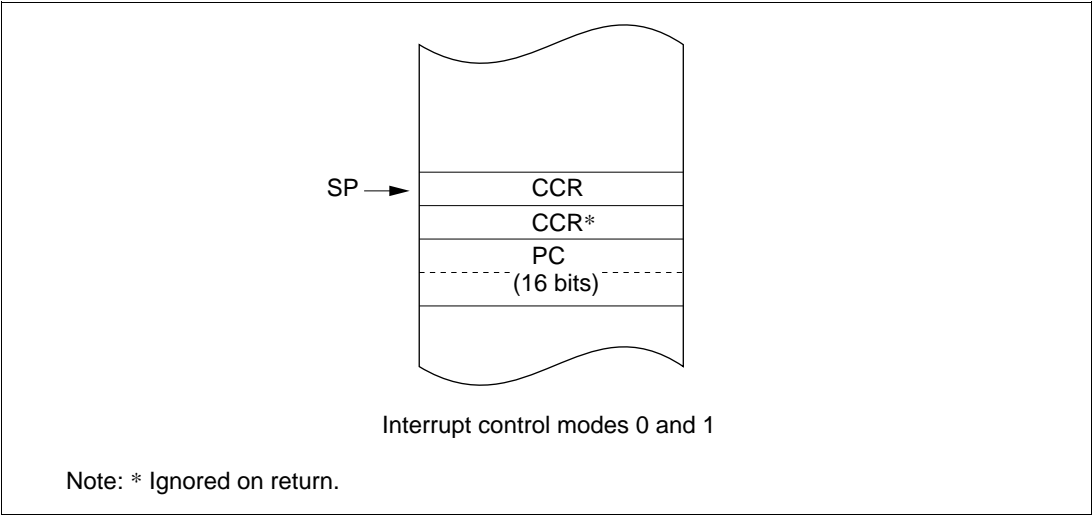 SP
CCR
CCR*
PC
(16 bits)
Interrupt control modes 0 and 1
Note: * Ignored on return.